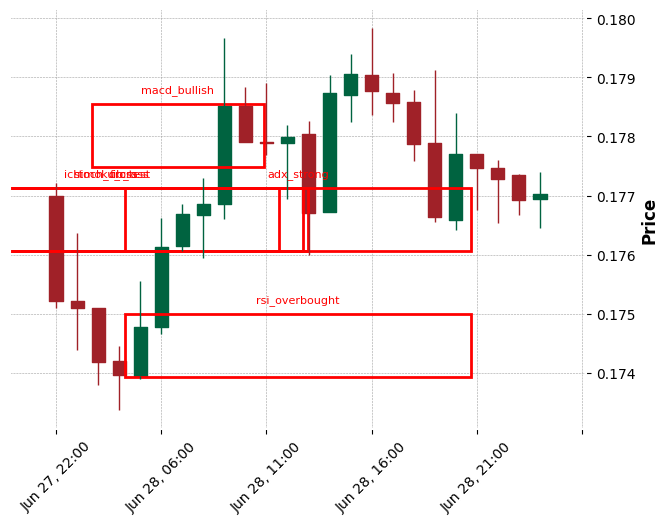 0.180
0.179
macd_bullish
0.178
adx_strong
0.177
Price
0.176
rsi_overbought
0.175
0.174
Jun 27, 22:00
Jun 28, 06:00
Jun 28, 11:00
Jun 28, 16:00
Jun 28, 21:00